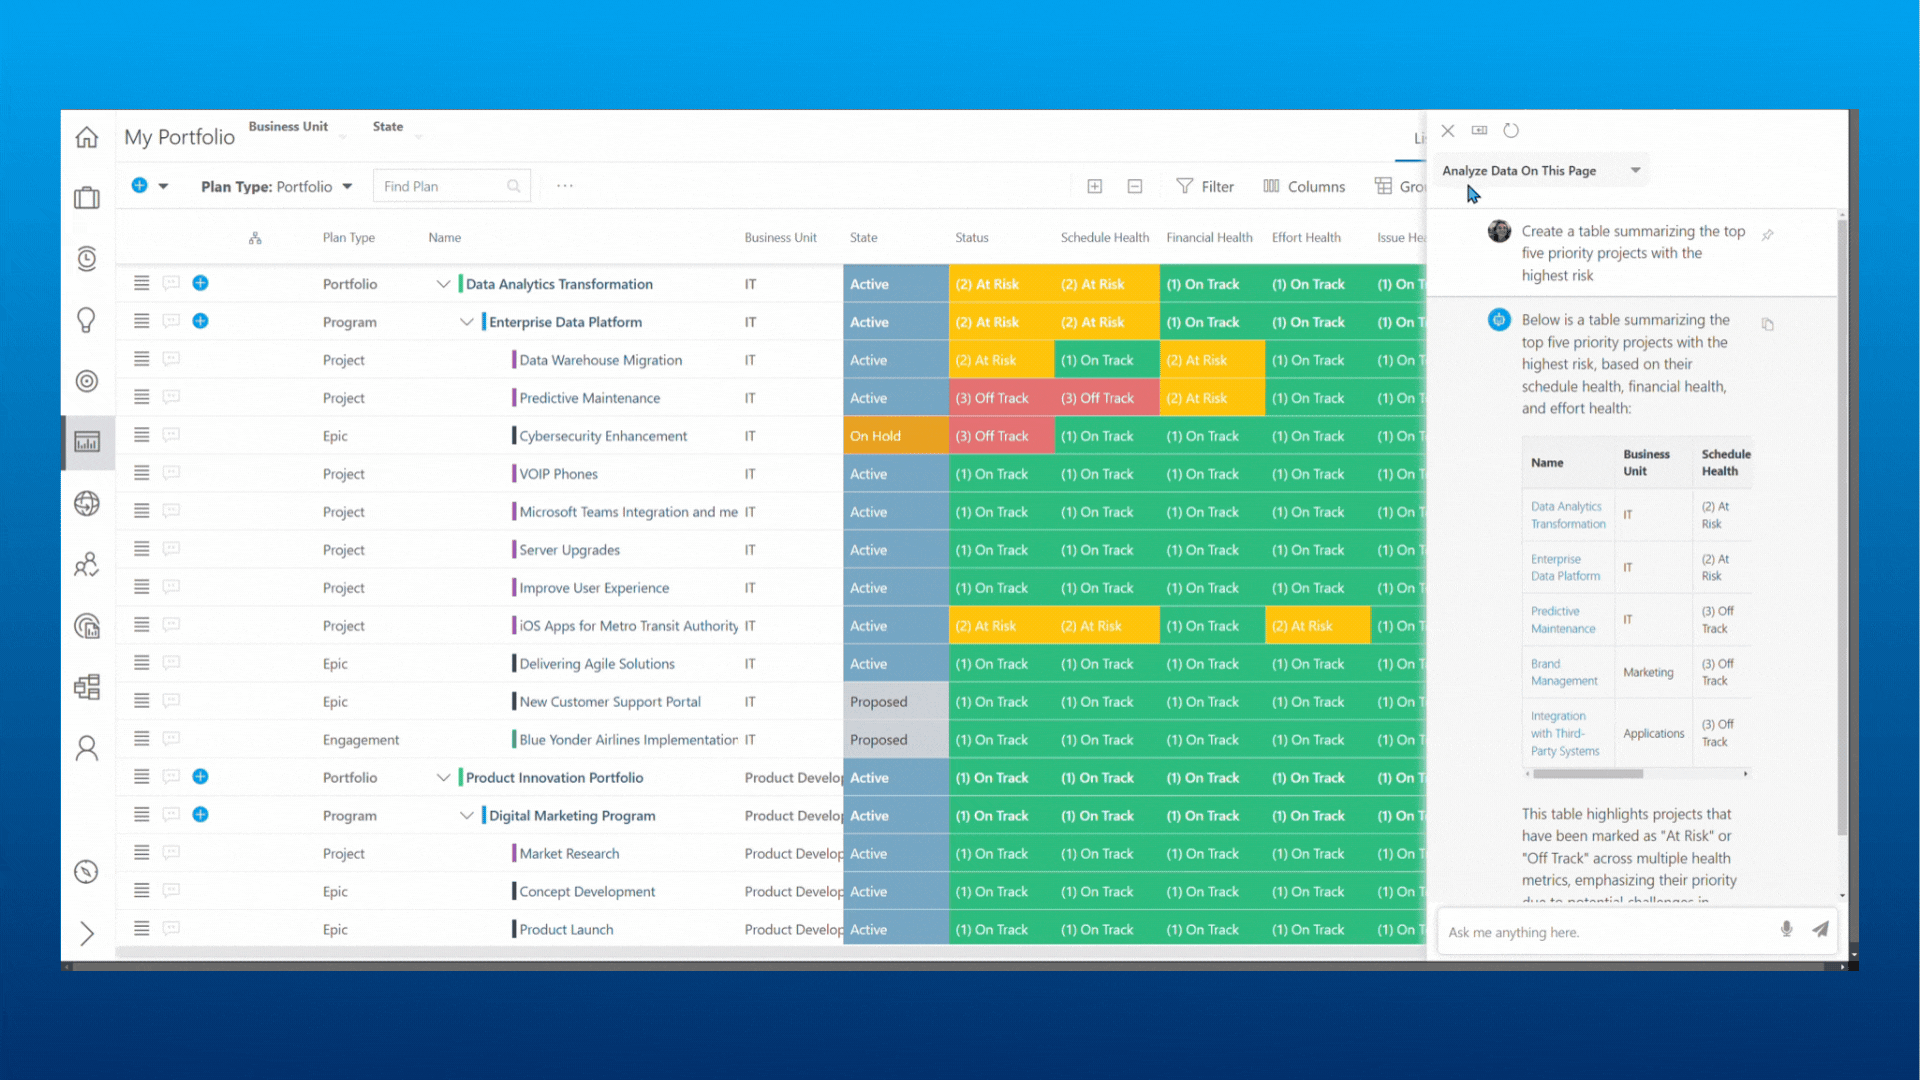 My Portfolio Business Unit State
Plan Type: Portfolio Find Plan ··· Filter Columns
Plan Type Name Business Unit State Status Schedule Health Financial Health Effort Health Issue
Portfolio Data Analytics Transformation IT Active (2) At Risk (2) At Risk (1) On Track (1) On Track (1) On
Program Enterprise Data Platform IT Active (2) At Risk (2) At Risk (1) On Track (1) On Track (1) On
Project Data Warehouse Migration IT Active (2) At Risk (1) On Track (2) At Risk (1) On Track (1) On
Project Predictive Maintenance IT Active (3) Off Track (3) Off Track (2) At Risk (1) On Track (1) On
Epic Cybersecurity Enhancement IT On Hold (3) Off Track (1) On Track (1) On Track (1) On Track (1) On
Project VOIP Phones IT Active (1) On Track (1) On Track (1) On Track (1) On Track (1) On
Project Microsoft Teams Integration and me IT Active (1) On Track (1) On Track (1) On Track (1) On Track (1) On
Project Server Upgrades IT Active (1) On Track (1) On Track (1) On Track (1) On Track (1) On
Project Improve User Experience IT Active (1) On Track (1) On Track (1) On Track (1) On Track (1) On
Project iOS Apps for Metro Transit Authority IT Active (2) At Risk (2) At Risk (1) On Track (2) At Risk (1) On
Epic Delivering Agile Solutions IT Active (1) On Track (1) On Track (1) On Track (1) On Track (1) On
Epic New Customer Support Portal IT Proposed (1) On Track (1) On Track (1) On Track (1) On Track (1) On
Engagement Blue Yonder Airlines Implementation IT Proposed (1) On Track (1) On Track (1) On Track (1) On Track (1) On
Portfolio Product Innovation Portfolio Product Develop Active (1) On Track (1) On Track (1) On Track (1) On Track (1) On
Program Digital Marketing Program Product Develop Active (1) On Track (1) On Track (1) On Track (1) On Track (1) On
Project Market Research Product Develop Active (1) On Track (1) On Track (1) On Track (1) On Track (1) On
Epic Concept Development Product Develop Active (1) On Track (1) On Track (1) On Track (1) On Track (1) On
Epic Product Launch Product Develop Active (1) On Track (1) On Track (1) On Track (1) On Track (1) On
Analyze Data On This Page
Create a table summarizing the top
five priority projects with the
highest risk
Below is a table summarizing the
top five priority projects with the
highest risk, based on their
schedule health, financial health,
and effort health:
Name Business Unit Schedule Health
Data Analytics Transformation IT (2) At Risk
Enterprise Data Platform IT (2) At Risk
Predictive Maintenance IT (3) Off Track
Brand Management Marketing (3) Off Track
Integration with Third-Party Systems Applications (3) Off Track
This table highlights projects that
have been marked as "At Risk" or
"Off Track" across multiple health
metrics, emphasizing their priority
due to potential challenges in
Ask me anything here.